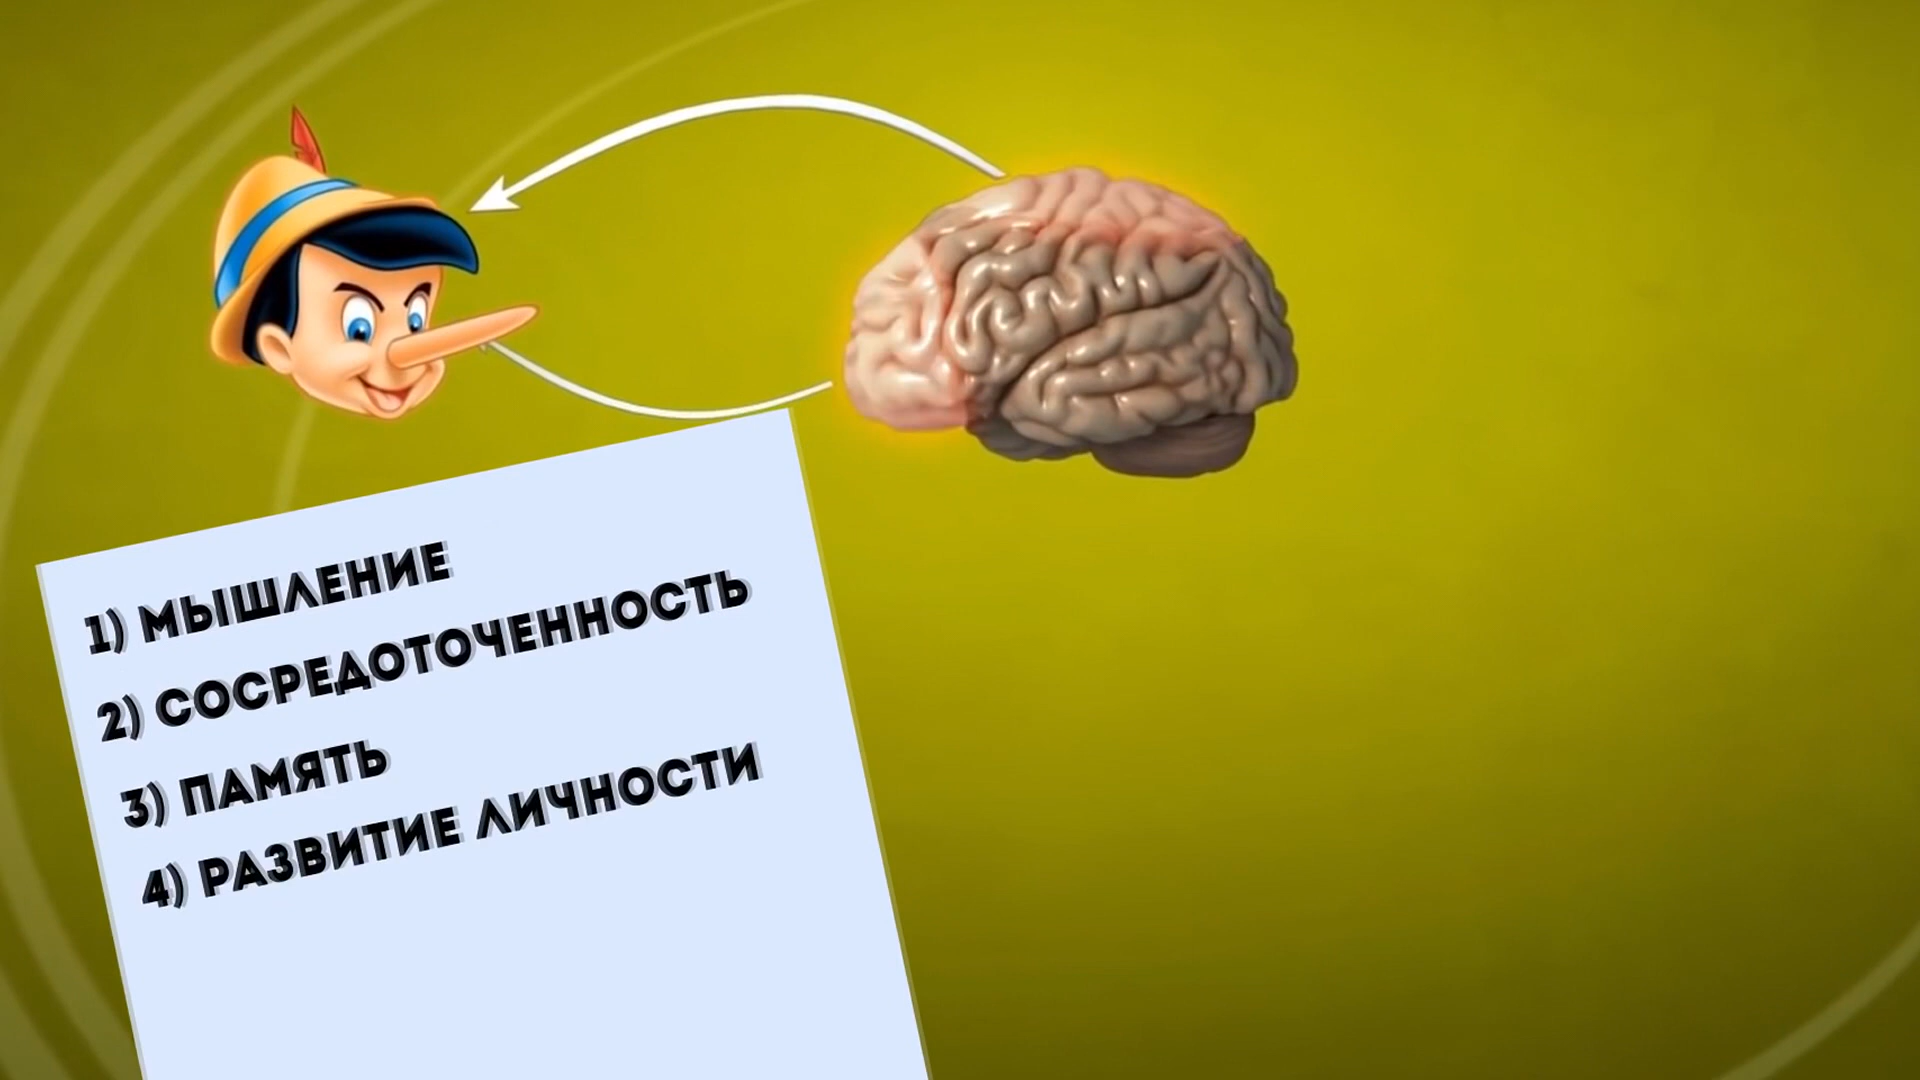 1) МЫШЛЕНИЕ
2) СОСРЕДОТОЧЕННОСТЬ
3) ПАМЯТЬ
4) РАЗВИТИЕ ЛИЧНОСТИ